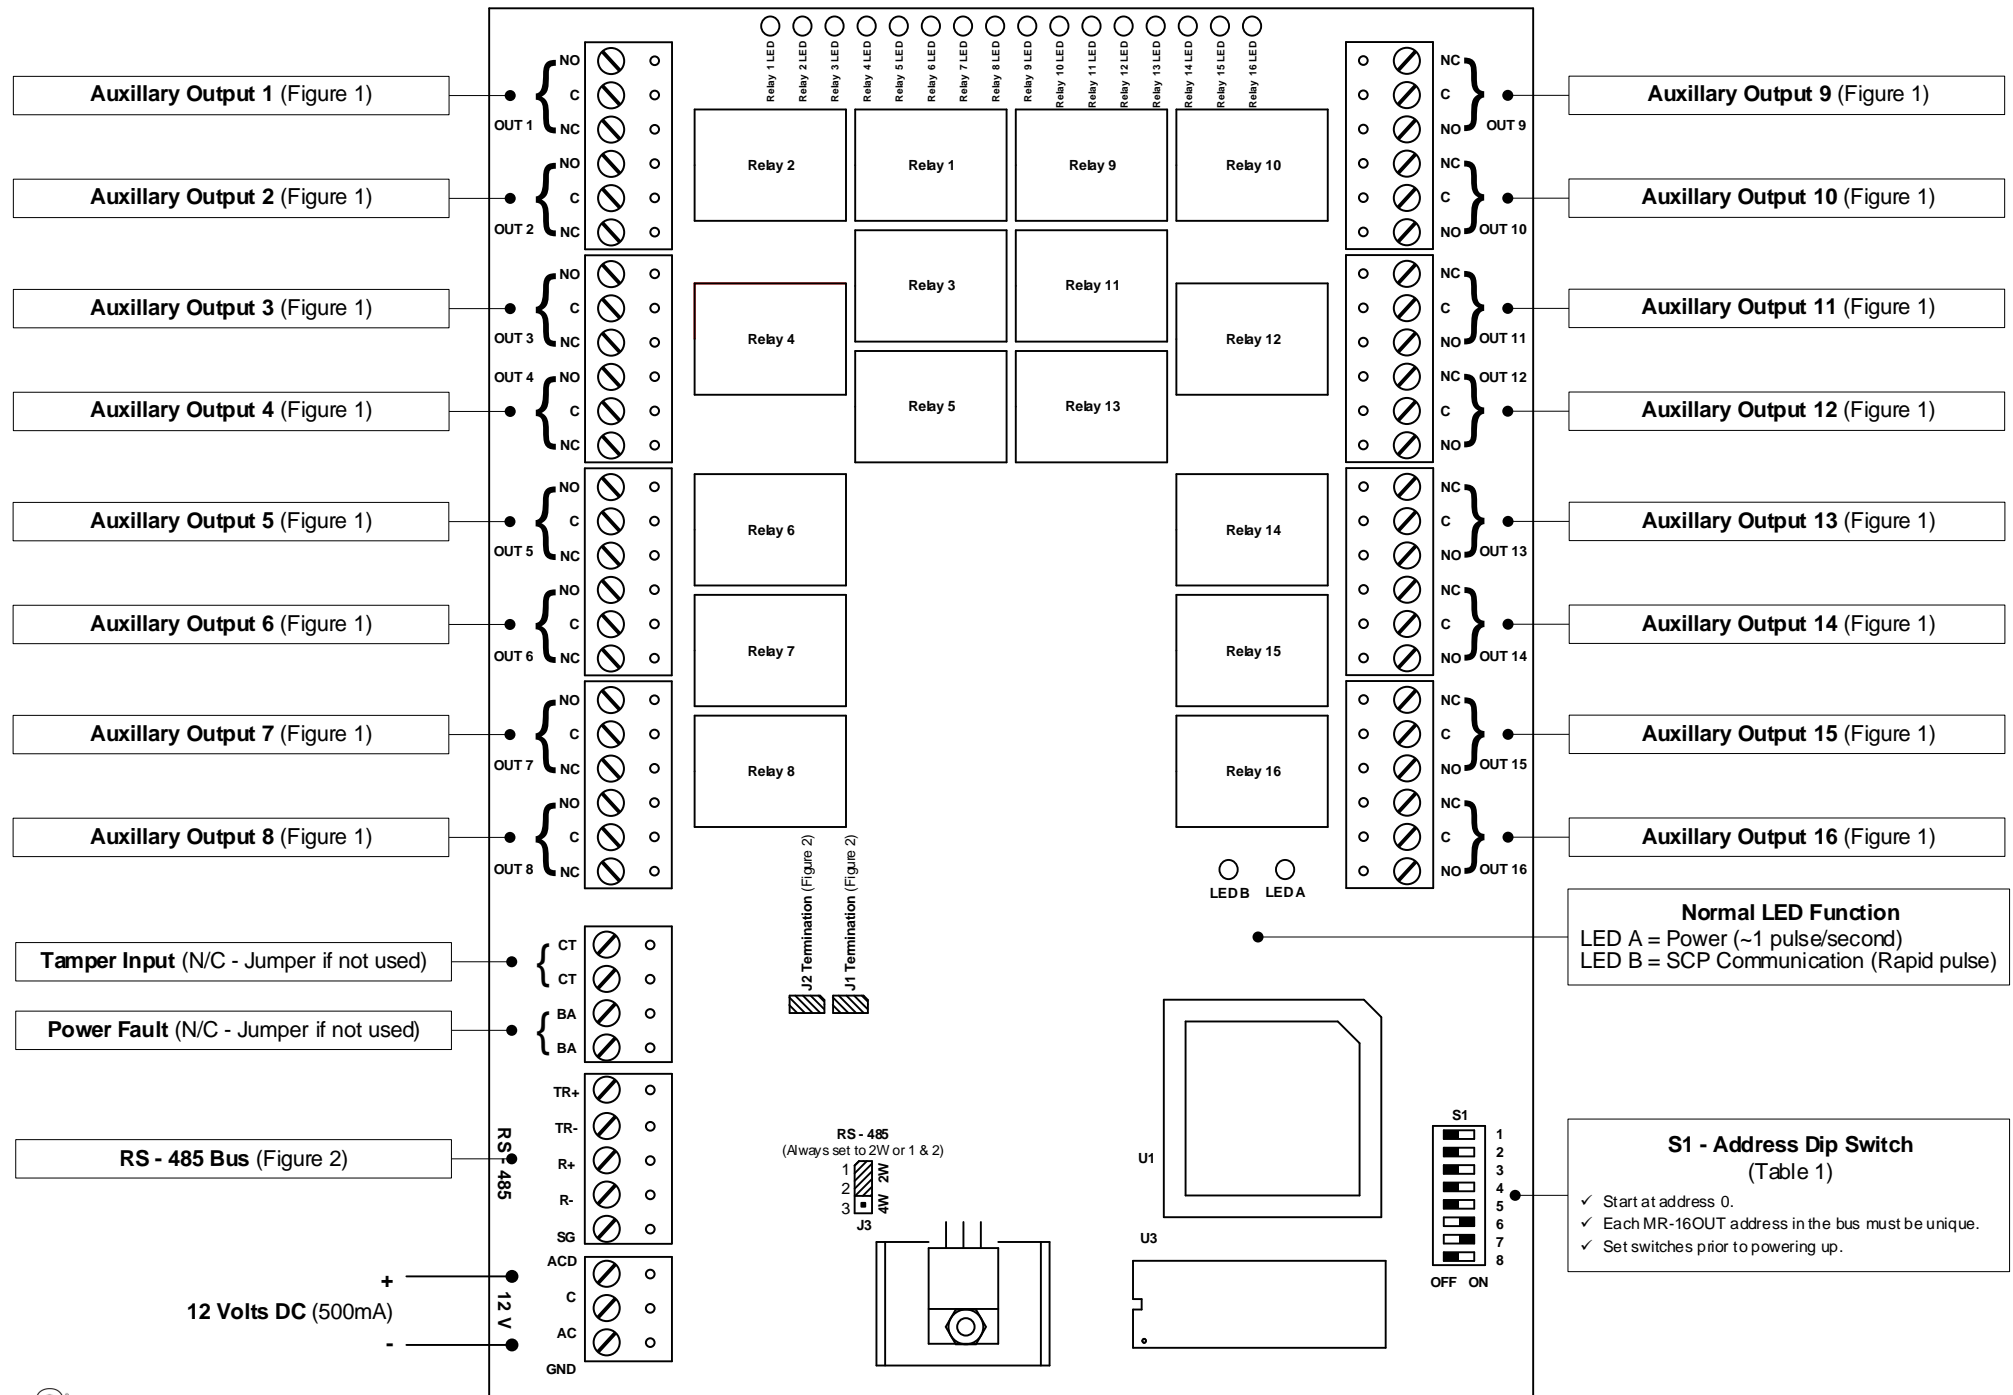 Relay 1 LED
Relay 2 LED
Relay 3 LED
Relay 4 LED
Relay 5 LED
Relay 6 LED
Relay 7 LED
Relay 8 LED
Relay 9 LED
Relay 10 LED
Relay 11 LED
Relay 12 LED
Relay 13 LED
Relay 14 LED
Relay 15 LED
Relay 16 LED
Auxillary Output 1 (Figure 1)
NO
C
OUT 1
NC
Auxillary Output 2 (Figure 1)
NO
C
OUT 2
NC
Auxillary Output 3 (Figure 1)
NO
C
OUT 3
NC
Auxillary Output 4 (Figure 1)
OUT 4
NO
C
NC
Auxillary Output 5 (Figure 1)
NO
C
OUT 5
NC
Auxillary Output 6 (Figure 1)
NO
C
OUT 6
NC
Auxillary Output 7 (Figure 1)
NO
C
OUT 7
NC
Auxillary Output 8 (Figure 1)
NO
C
OUT 8
NC
Tamper Input (N/C - Jumper if not used)
CT
CT
Power Fault (N/C - Jumper if not used)
BA
BA
RS - 485 Bus (Figure 2)
RS - 485
TR+
TR-
R+
R-
SG
+
12 Volts DC (500mA)
-
12 V
ACD
C
AC
GND
Relay 2
Relay 1
Relay 9
Relay 10
Relay 3
Relay 11
Relay 4
Relay 12
Relay 5
Relay 13
Relay 6
Relay 14
Relay 7
Relay 15
Relay 8
Relay 16
J2 Termination (Figure 2)
J1 Termination (Figure 2)
LED B
LED A
RS - 485
(Always set to 2W or 1 & 2)
1
2
3
2W
4W
J3
U1
U3
S1
1
2
3
4
5
6
7
8
OFF ON
NC
C
NO
OUT 9
Auxillary Output 9 (Figure 1)
NC
C
NO
OUT 10
Auxillary Output 10 (Figure 1)
NC
C
NO
OUT 11
Auxillary Output 11 (Figure 1)
NC
OUT 12
C
NO
Auxillary Output 12 (Figure 1)
NC
C
NO
OUT 13
Auxillary Output 13 (Figure 1)
NC
C
NO
OUT 14
Auxillary Output 14 (Figure 1)
NC
C
NO
OUT 15
Auxillary Output 15 (Figure 1)
NC
C
NO
OUT 16
Auxillary Output 16 (Figure 1)
Normal LED Function
LED A = Power (~1 pulse/second)
LED B = SCP Communication (Rapid pulse)
S1 - Address Dip Switch
(Table 1)
✓ Start at address 0.
✓ Each MR-16OUT address in the bus must be unique.
✓ Set switches prior to powering up.